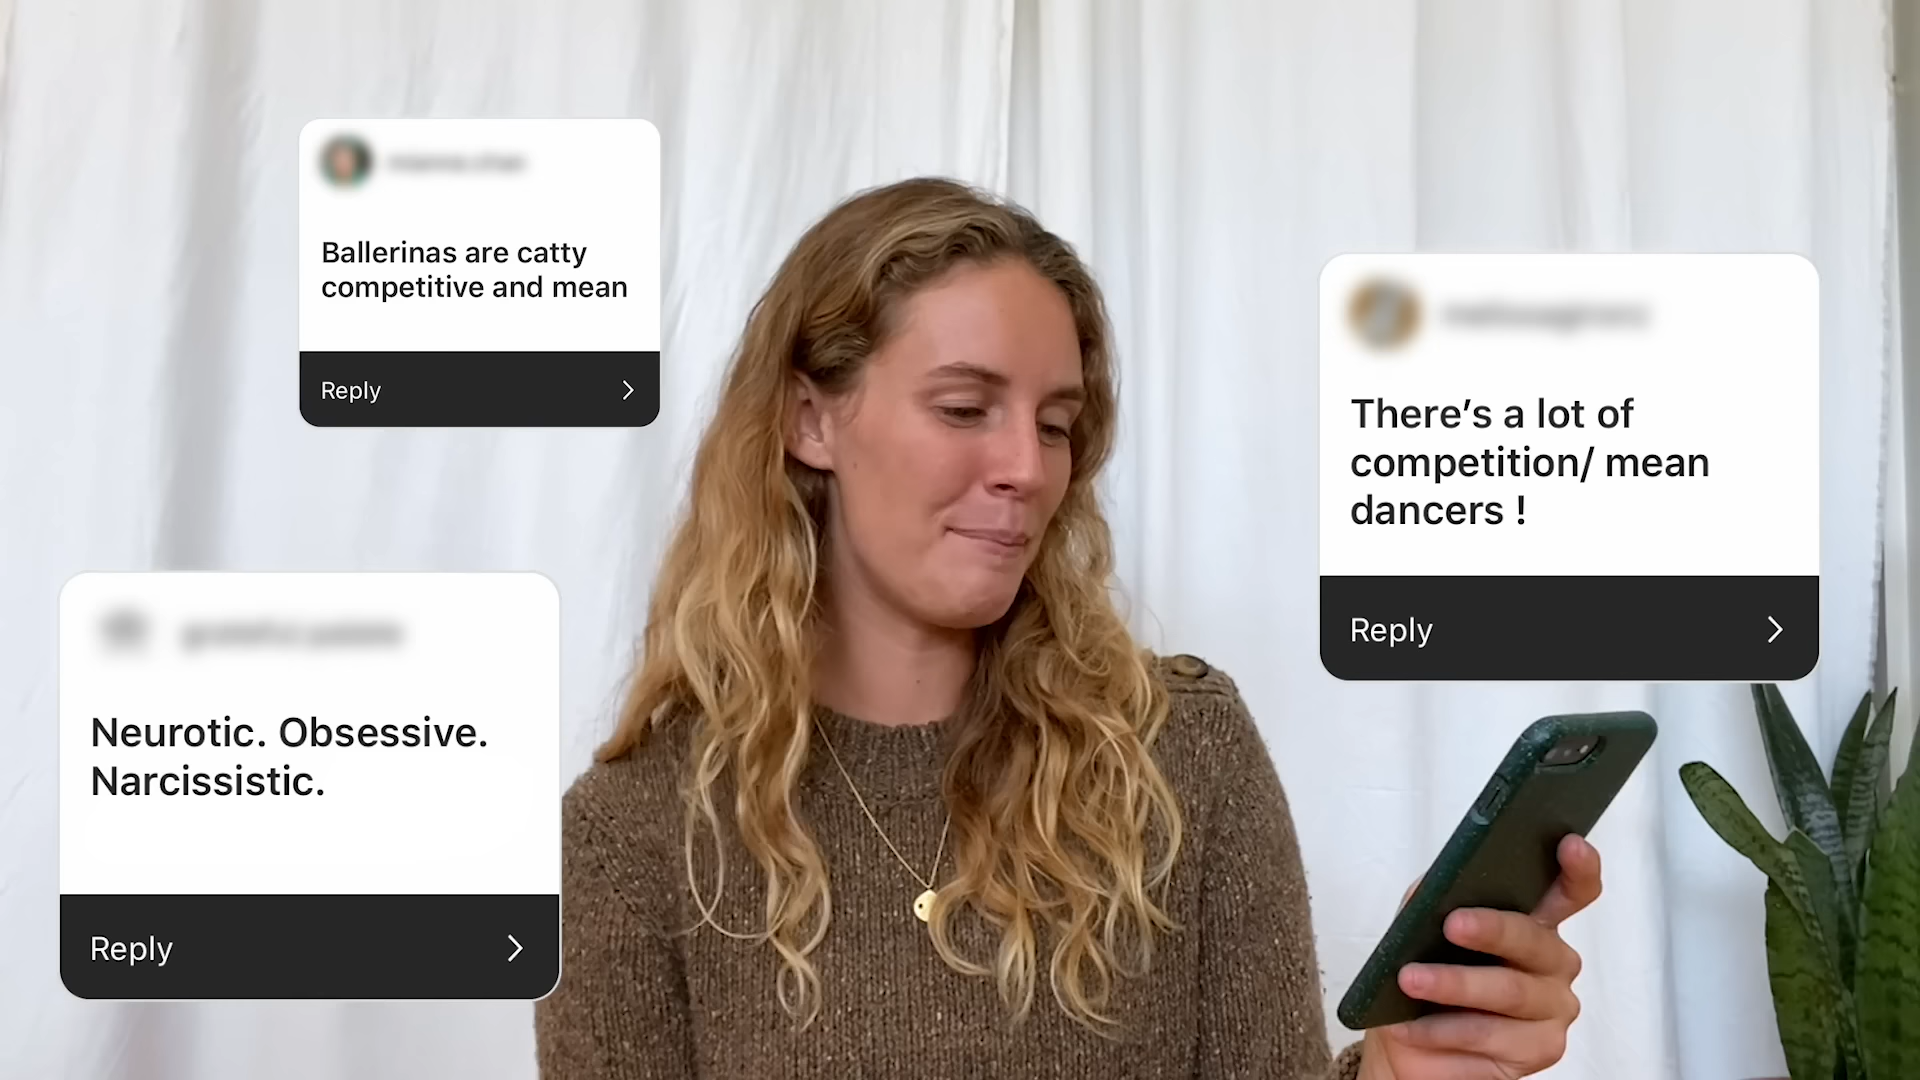 Ballerinas are catty
competitive and mean
Reply
There’s a lot of
competition/ mean
dancers !
Reply
Neurotic. Obsessive.
Narcissistic.
Reply